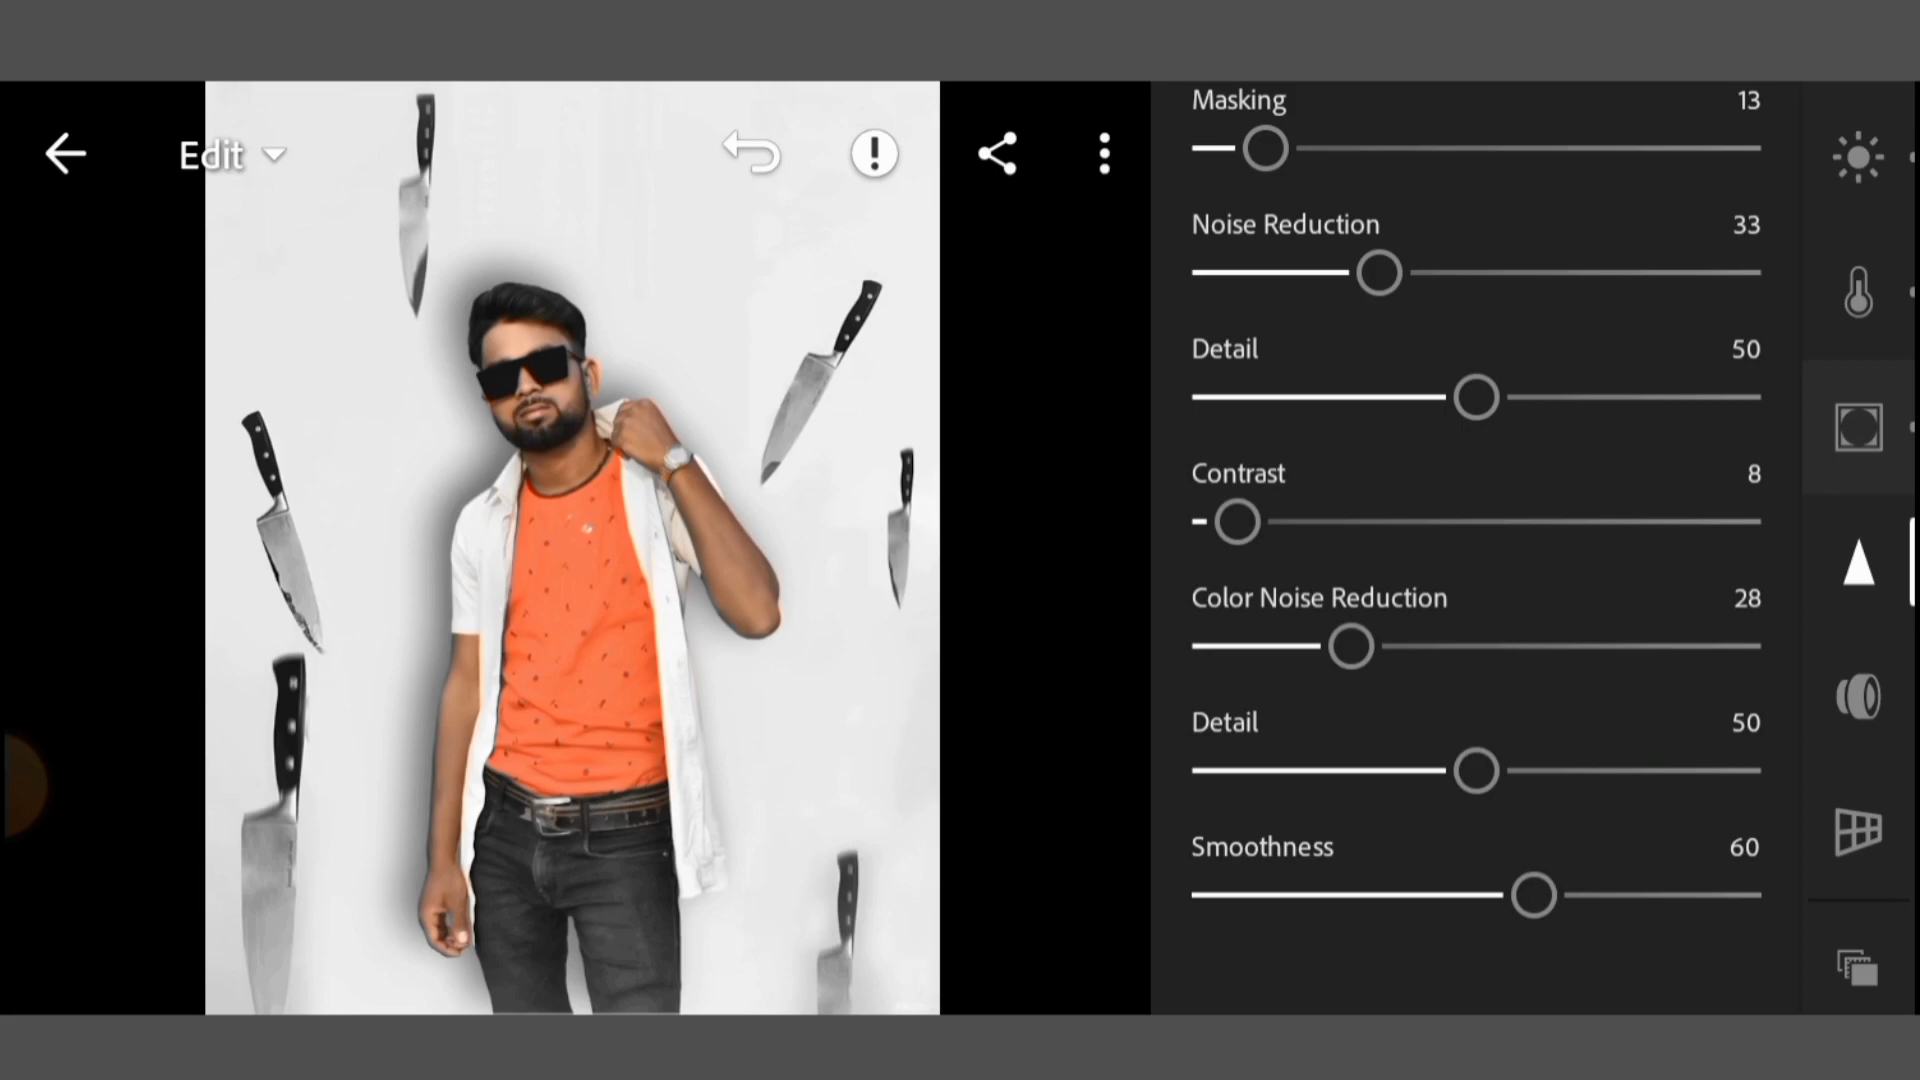 Edit
Masking 13
Noise Reduction 33
Detail 50
Contrast 8
Color Noise Reduction 28
Detail 50
Smoothness 60